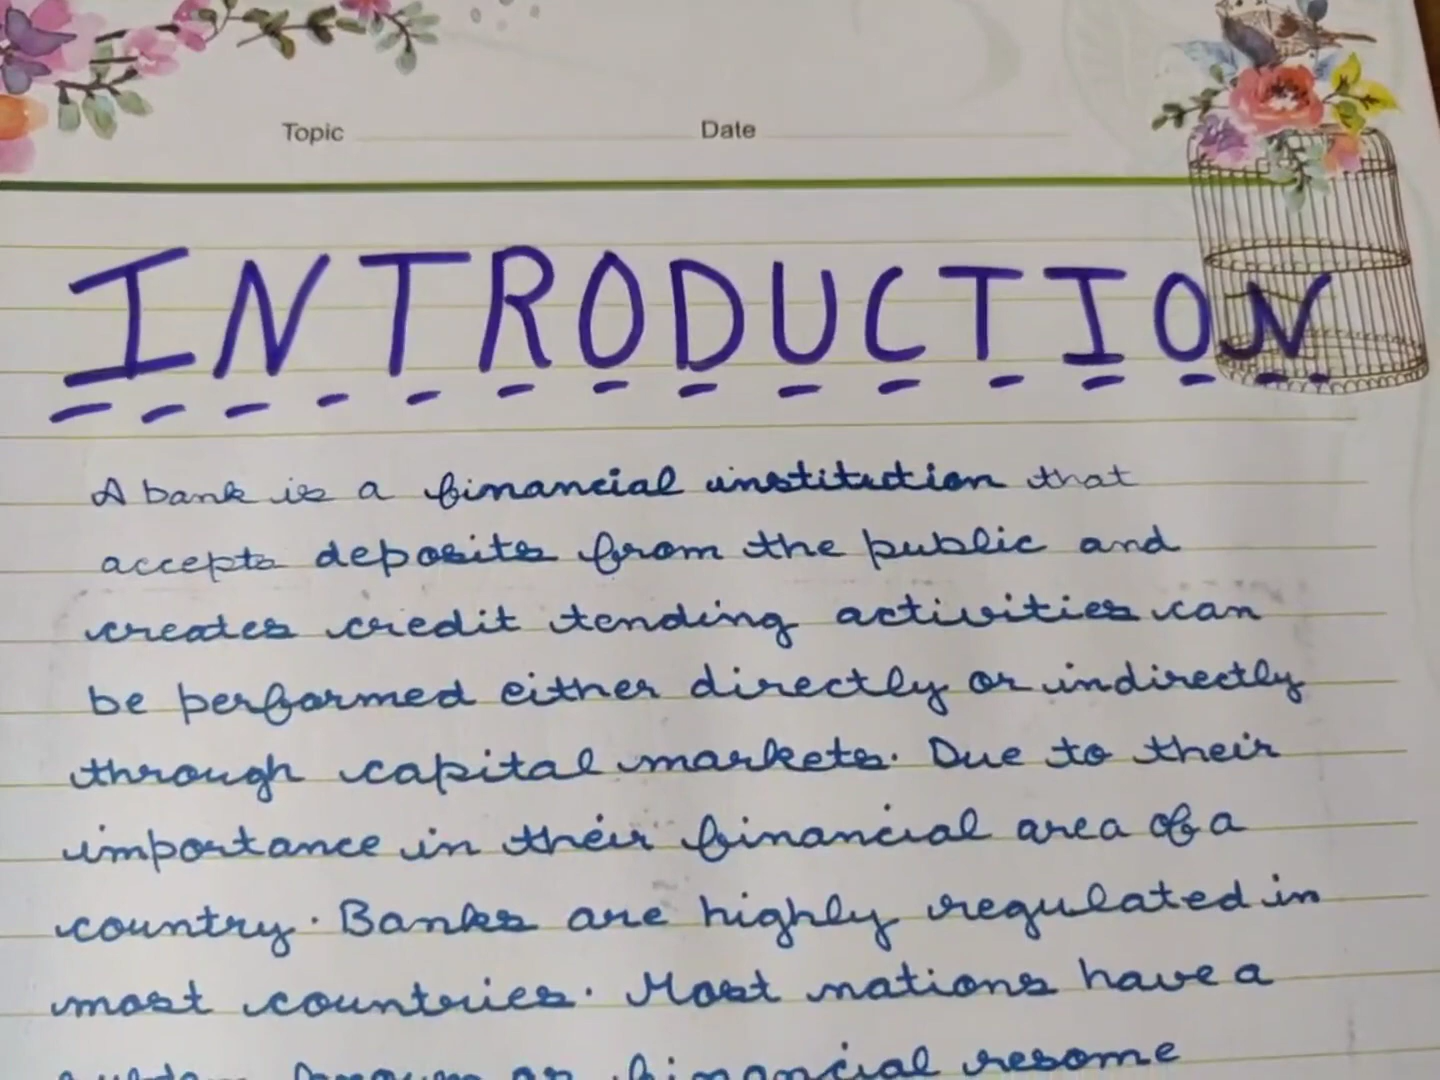 Topic Date
INTRODUCTION
A bank is a financial institution that
accepts deposits from the public and
creates credit tending activities can
be performed either directly or indirectly
through capital markets. Due to their
importance in their financial area of a
country. Banks are highly regulated in
most countries. Most nations have a
financial resome